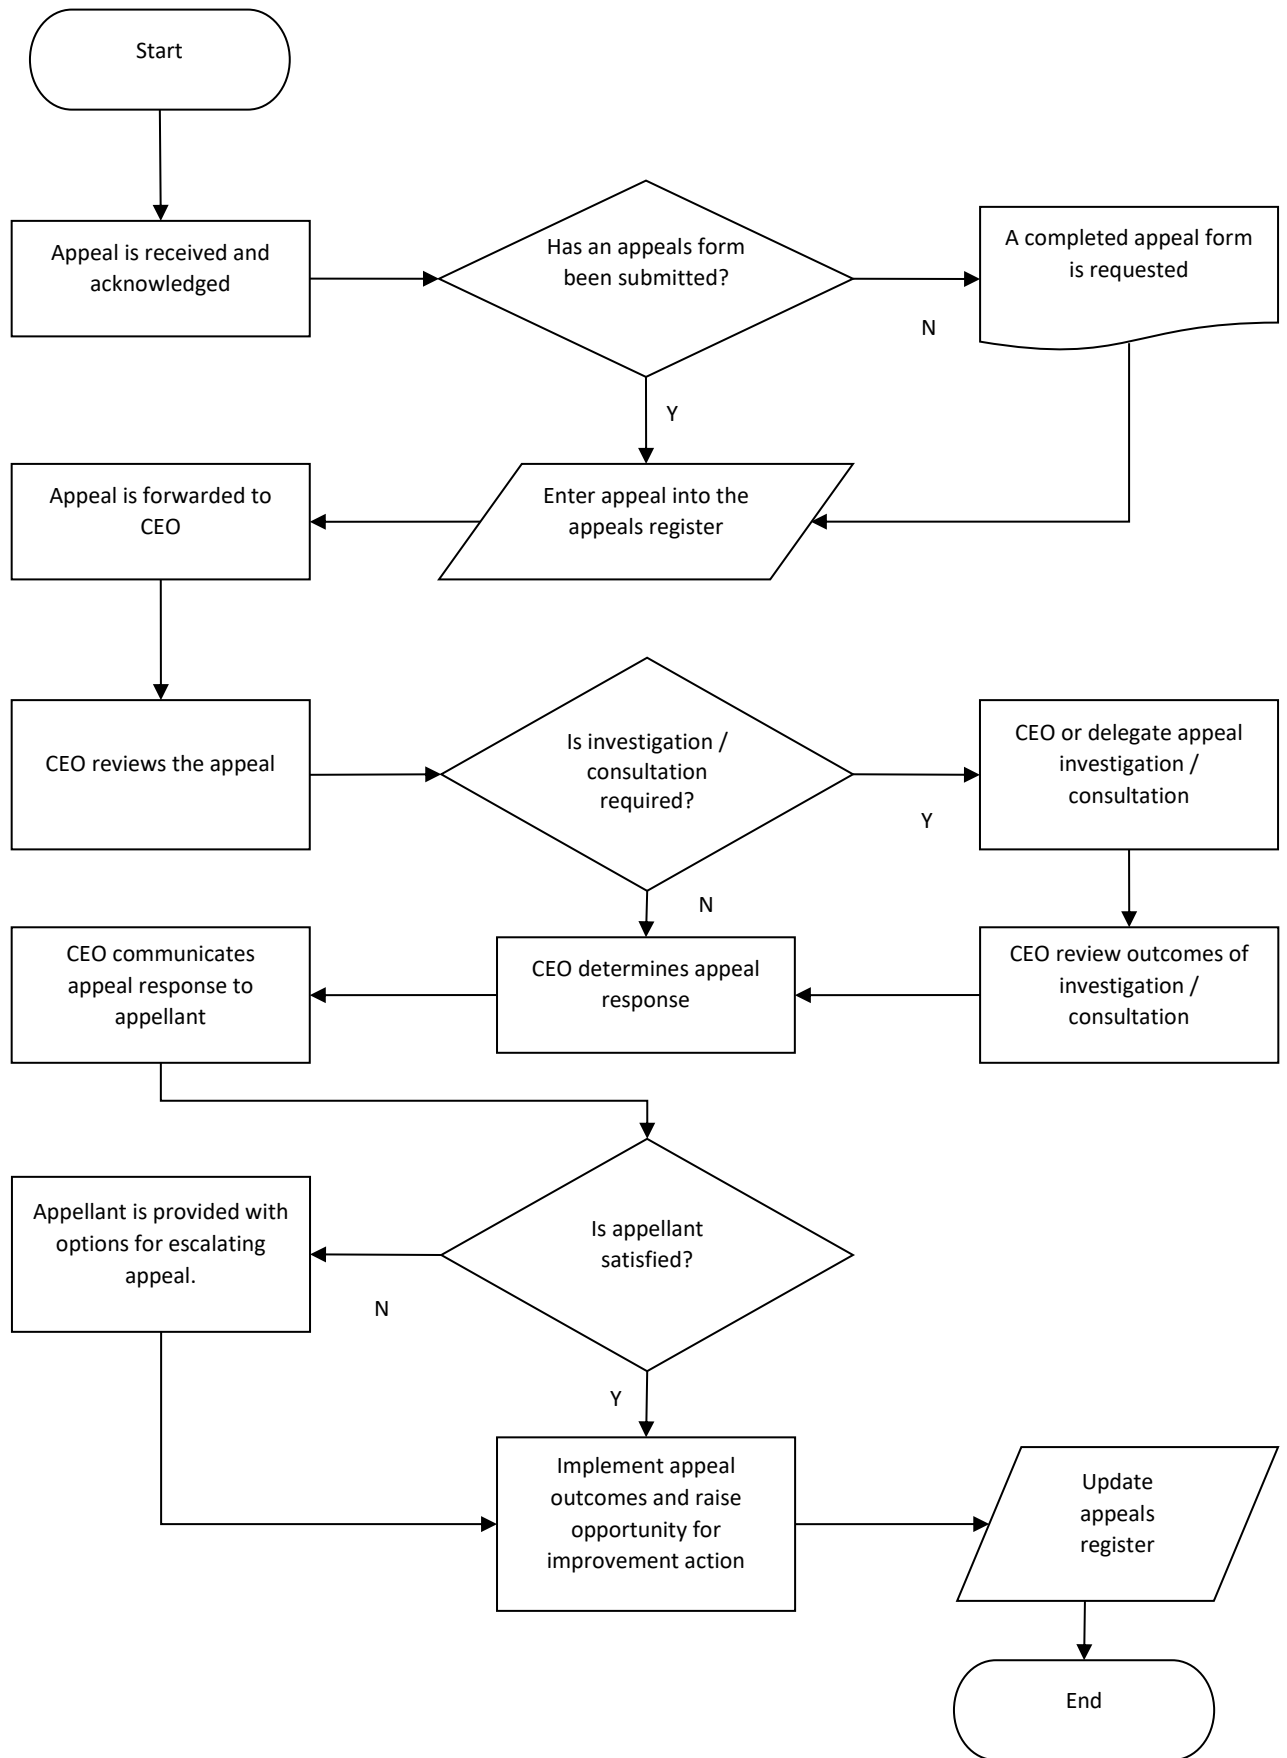 Start
Appeal is received and
acknowledged
Has an appeals form
been submitted?
N
A completed appeal form
is requested
Y
Appeal is forwarded to
CEO
Enter appeal into the
appeals register
CEO reviews the appeal
Is investigation /
consultation
required?
Y
CEO or delegate appeal
investigation /
consultation
N
CEO communicates
appeal response to
appellant
CEO determines appeal
response
CEO review outcomes of
investigation /
consultation
Appellant is provided with
options for escalating
appeal.
N
Is appellant
satisfied?
Y
Implement appeal
outcomes and raise
opportunity for
improvement action
Update
appeals
register
End